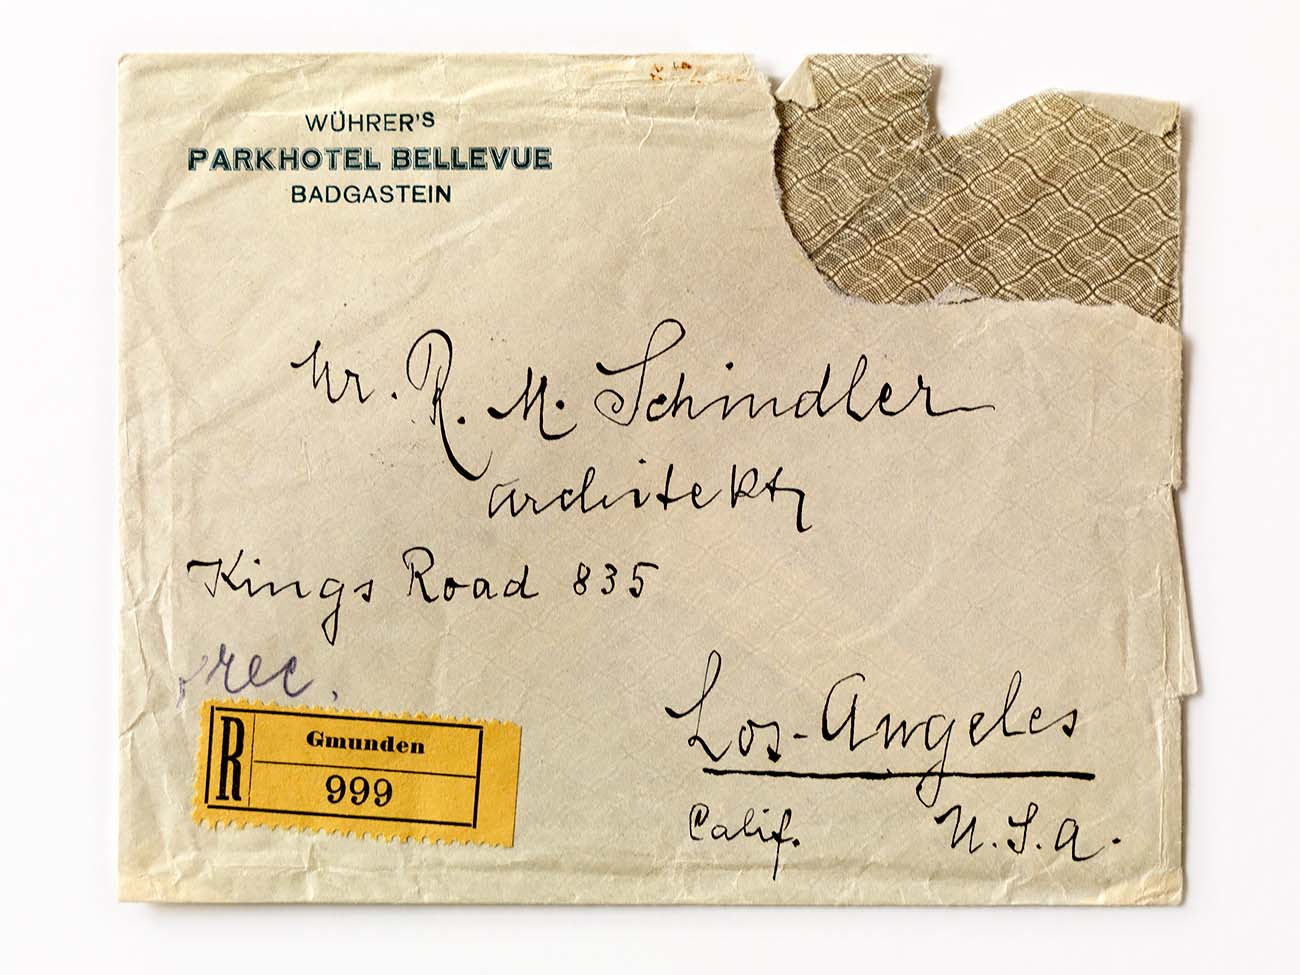 WÜHRER'S
PARKHOTEL BELLEVUE
BADGASTEIN
Mr. R. M. Schindler
Architekt
Kings Road 835
rec.
R
Gmunden
999
Los-Angeles
Calif. U.S.A.